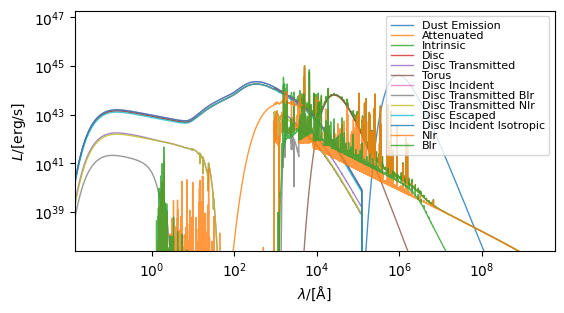 10^47
10^45
10^43
10^41
10^39
L/[erg/s]
Dust Emission
Attenuated
Intrinsic
Disc
Disc Transmitted
Torus
Disc Incident
Disc Transmitted Blr
Disc Transmitted Nlr
Disc Escaped
Disc Incident Isotropic
Nlr
Blr
10^0 10^2 10^4 10^6 10^8
λ/[Å]